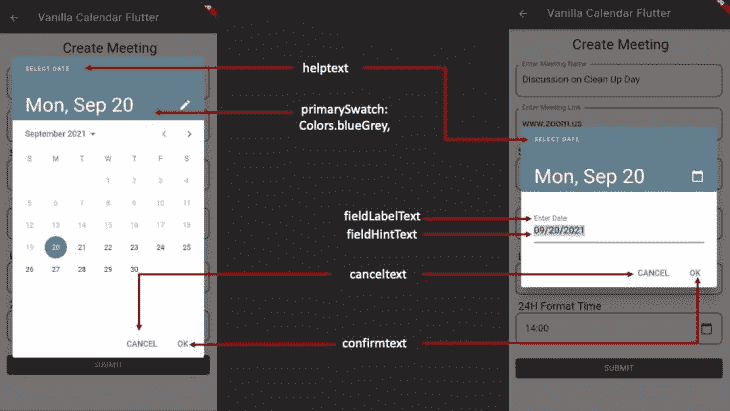 Vanilla Calendar Flutter
Create Meeting
SELECT DATE
Mon, Sep 20
September 2021
S M T W T F S
1 2 3 4
5 6 7 8 9 10 11
12 13 14 15 16 17 18
19 20 21 22 23 24 25
26 27 28 29 30
CANCEL OK
SUBMIT
helptext
primarySwatch:
Colors.blueGrey,
fieldLabelText
fieldHintText
canceltext
confirmtext
Vanilla Calendar Flutter
Create Meeting
Enter Meeting Name
Discussion on Clean Up Day
Enter Meeting Link
www.zoom.us
SELECT DATE
Mon, Sep 20
Enter Date
09/20/2021
CANCEL OK
24H Format Time
14:00
SUBMIT